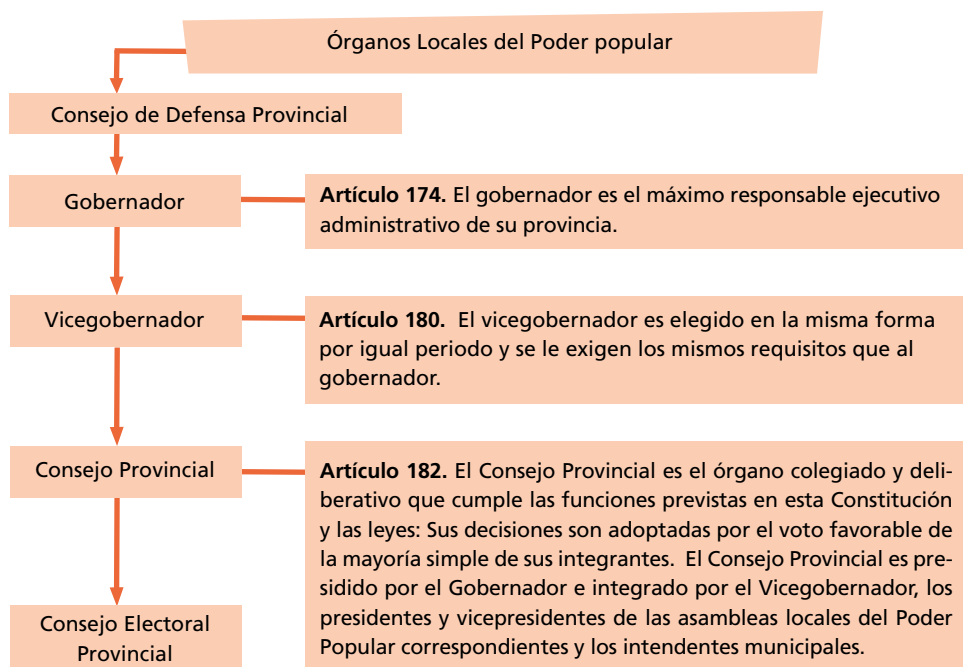 Órganos Locales del Poder popular
Consejo de Defensa Provincial
Gobernador
Artículo 174. El gobernador es el máximo responsable ejecutivo
administrativo de su provincia.
Vicegobernador
Artículo 180. El vicegobernador es elegido en la misma forma
por igual periodo y se le exigen los mismos requisitos que al
gobernador.
Consejo Provincial
Artículo 182. El Consejo Provincial es el órgano colegiado y deli-
berativo que cumple las funciones previstas en esta Constitución
y las leyes: Sus decisiones son adoptadas por el voto favorable de
la mayoría simple de sus integrantes. El Consejo Provincial es pre-
sidido por el Gobernador e integrado por el Vicegobernador, los
presidentes y vicepresidentes de las asambleas locales del Poder
Popular correspondientes y los intendentes municipales.
Consejo Electoral
Provincial